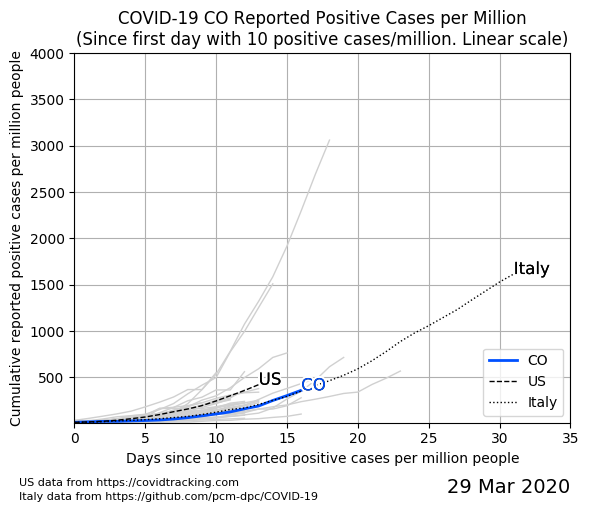 COVID-19 CO Reported Positive Cases per Million
(Since first day with 10 positive cases/million. Linear scale)
Cumulative reported positive cases per million people
4000
3500
3000
2500
2000
1500
1000
500
Italy
US
CO
CO
US
Italy
0 5 10 15 20 25 30 35
Days since 10 reported positive cases per million people
US data from https://covidtracking.com
Italy data from https://github.com/pcm-dpc/COVID-19
29 Mar 2020